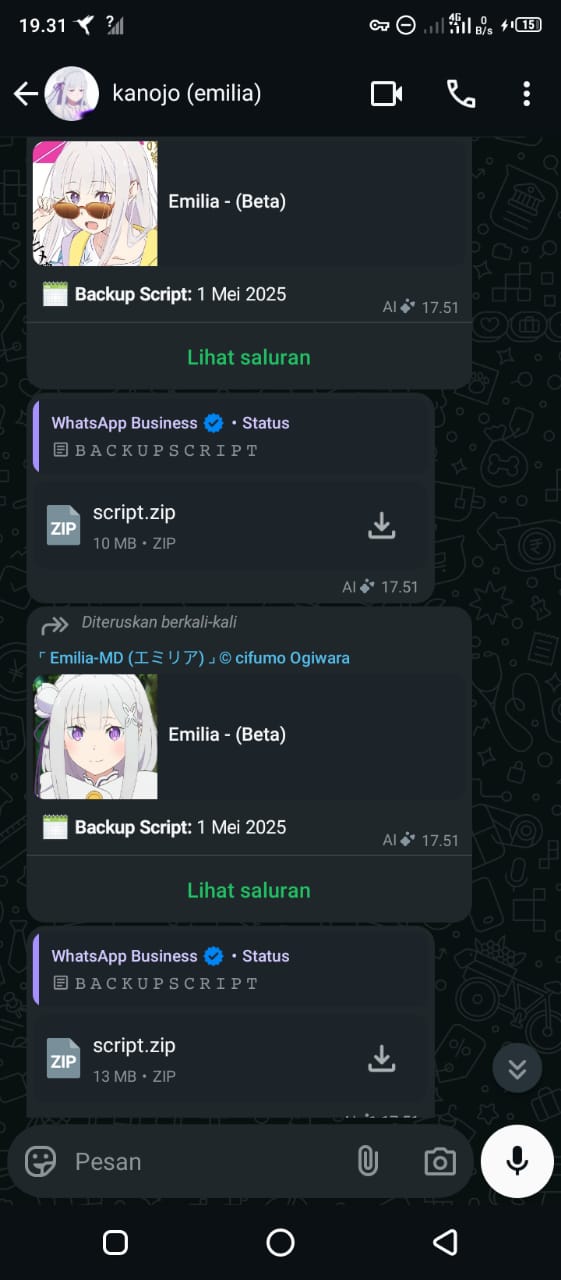 19.31
?
4G
0
B/s
15
kanojo (emilia)
Emilia - (Beta)
Backup Script: 1 Mei 2025
AI 17.51
Lihat saluran
WhatsApp Business • Status
B A C K U P S C R I P T
ZIP
script.zip
10 MB • ZIP
AI 17.51
Diteruskan berkali-kali
「 Emilia-MD (エミリア) 」 © cifumo Ogiwara
Emilia - (Beta)
Backup Script: 1 Mei 2025
AI 17.51
Lihat saluran
WhatsApp Business • Status
B A C K U P S C R I P T
ZIP
script.zip
13 MB • ZIP
Pesan